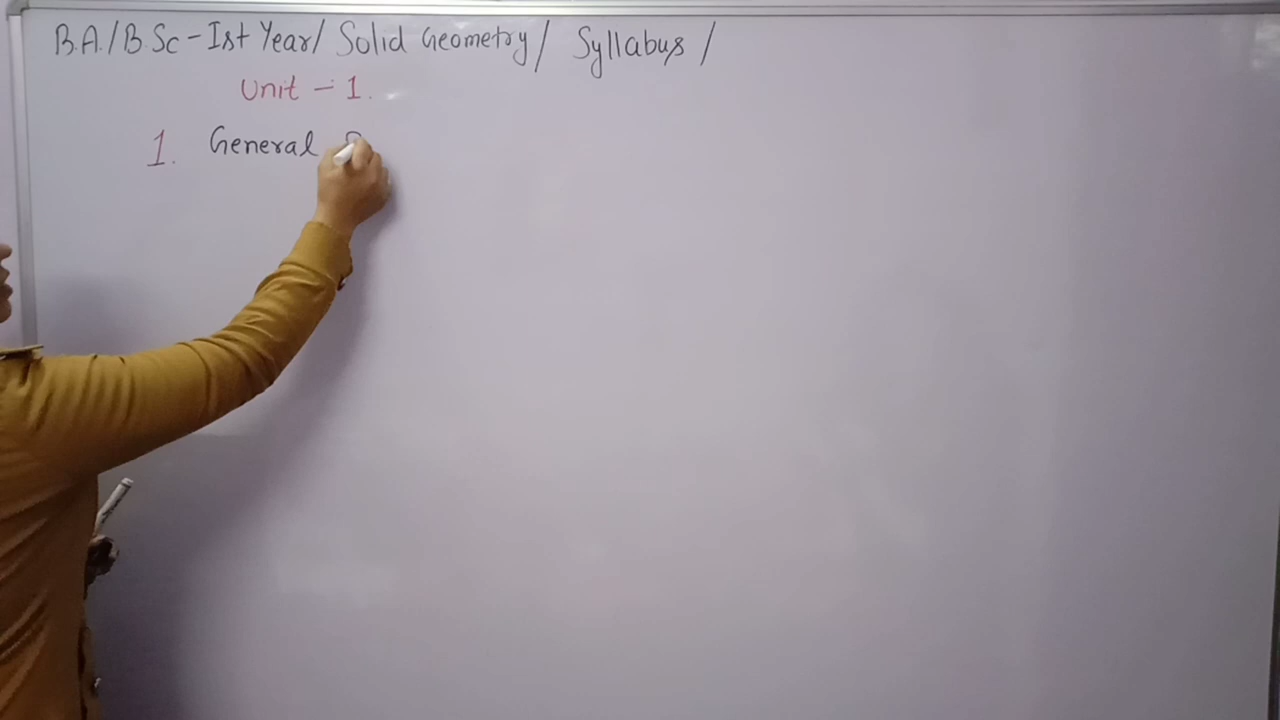 B.A./B.Sc - Ist Year/ Solid Geometry/ Syllabus /
Unit - 1.
1. General